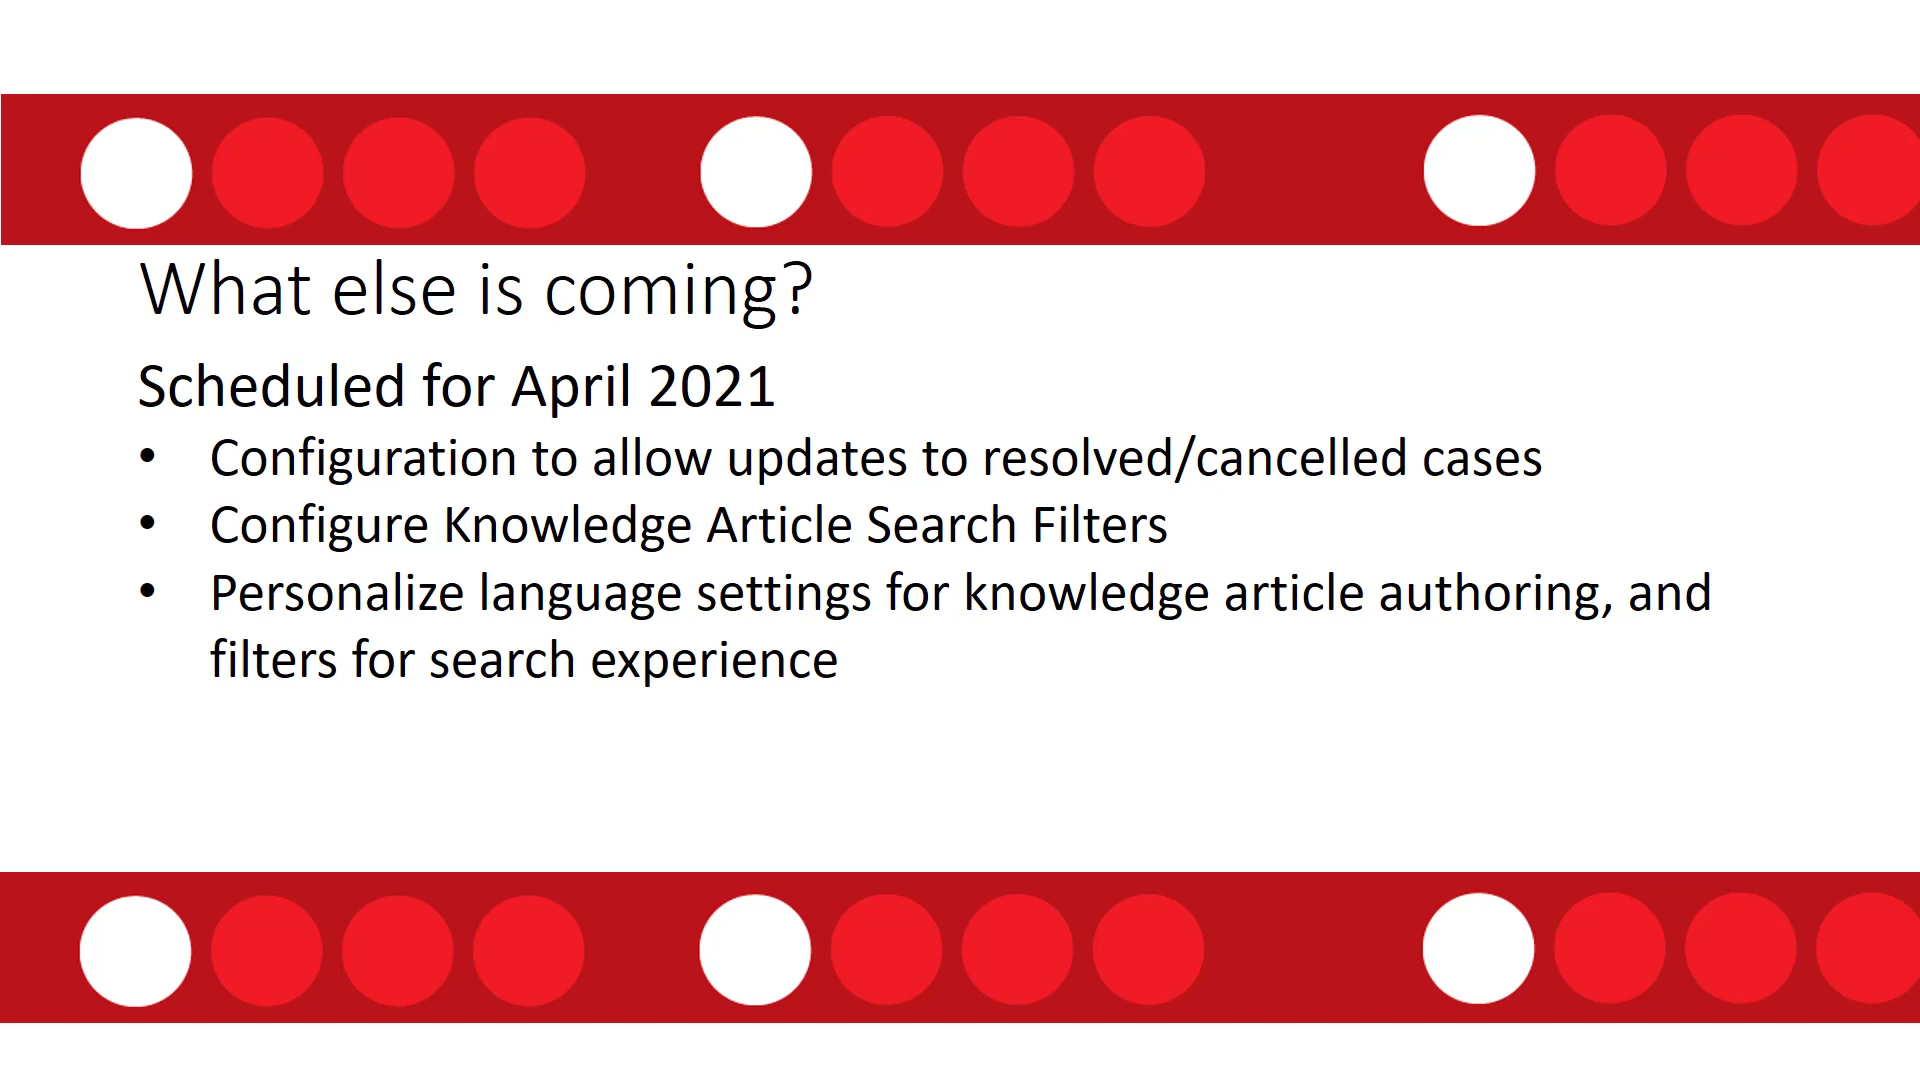 What else is coming?
Scheduled for April 2021
• Configuration to allow updates to resolved/cancelled cases
• Configure Knowledge Article Search Filters
• Personalize language settings for knowledge article authoring, and
filters for search experience